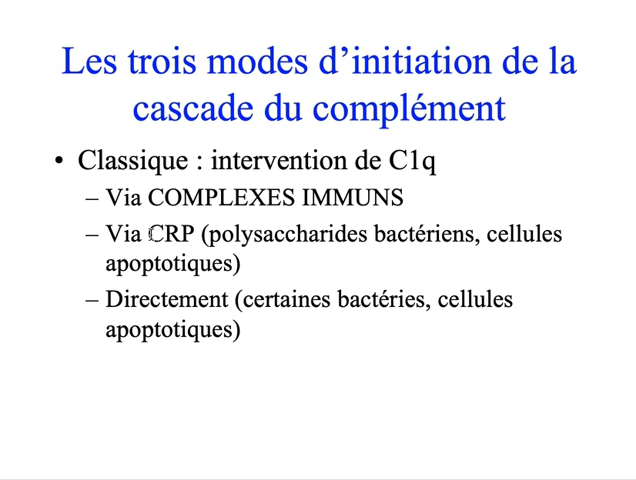 Les trois modes d’initiation de la
cascade du complément
• Classique : intervention de C1q
– Via COMPLEXES IMMUNS
– Via CRP (polysaccharides bactériens, cellules
apoptotiques)
– Directement (certaines bactéries, cellules
apoptotiques)